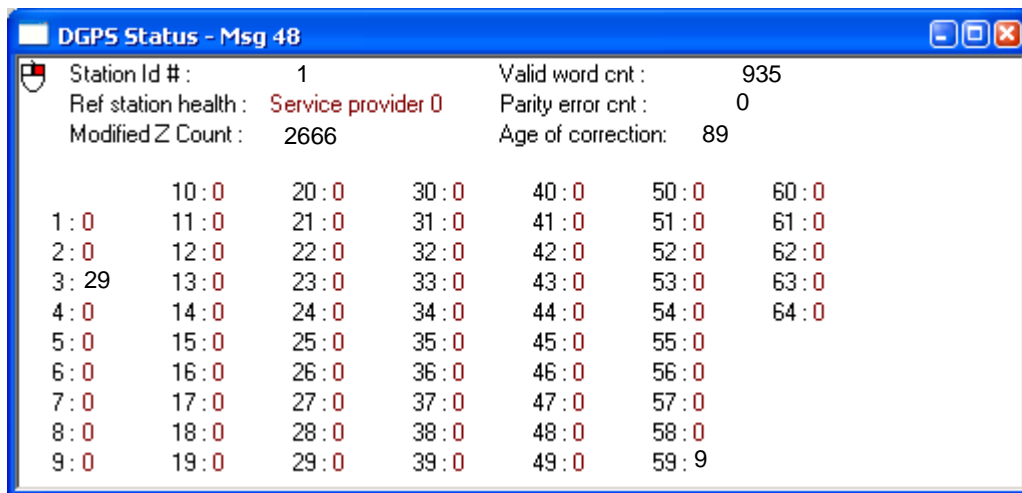 DGPS Status - Msg 48
Station Id # : 1 Valid word cnt : 935
Ref station health : Service provider 0 Parity error cnt : 0
Modified Z Count : 2666 Age of correction: 89
10 : 0 20 : 0 30 : 0 40 : 0 50 : 0 60 : 0
1 : 0 11 : 0 21 : 0 31 : 0 41 : 0 51 : 0 61 : 0
2 : 0 12 : 0 22 : 0 32 : 0 42 : 0 52 : 0 62 : 0
3 : 29 13 : 0 23 : 0 33 : 0 43 : 0 53 : 0 63 : 0
4 : 0 14 : 0 24 : 0 34 : 0 44 : 0 54 : 0 64 : 0
5 : 0 15 : 0 25 : 0 35 : 0 45 : 0 55 : 0
6 : 0 16 : 0 26 : 0 36 : 0 46 : 0 56 : 0
7 : 0 17 : 0 27 : 0 37 : 0 47 : 0 57 : 0
8 : 0 18 : 0 28 : 0 38 : 0 48 : 0 58 : 0
9 : 0 19 : 0 29 : 0 39 : 0 49 : 0 59 : 9